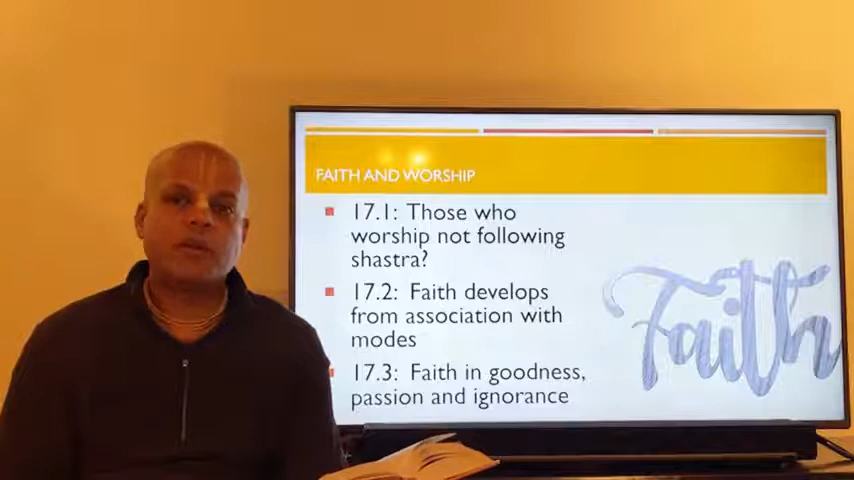 FAITH AND WORSHIP
17.1: Those who
worship not following
shastra?
17.2: Faith develops
from association with
modes
17.3: Faith in goodness,
passion and ignorance
Faith